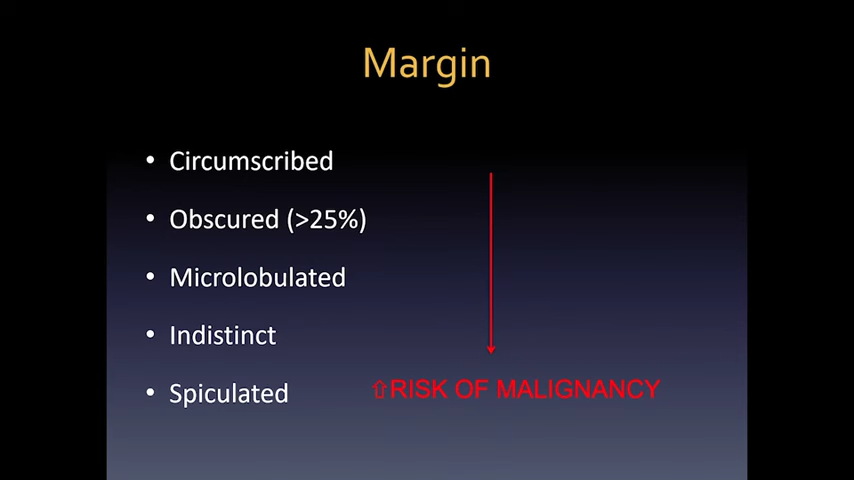 Margin
• Circumscribed
• Obscured (>25%)
• Microlobulated
• Indistinct
• Spiculated
⇧RISK OF MALIGNANCY